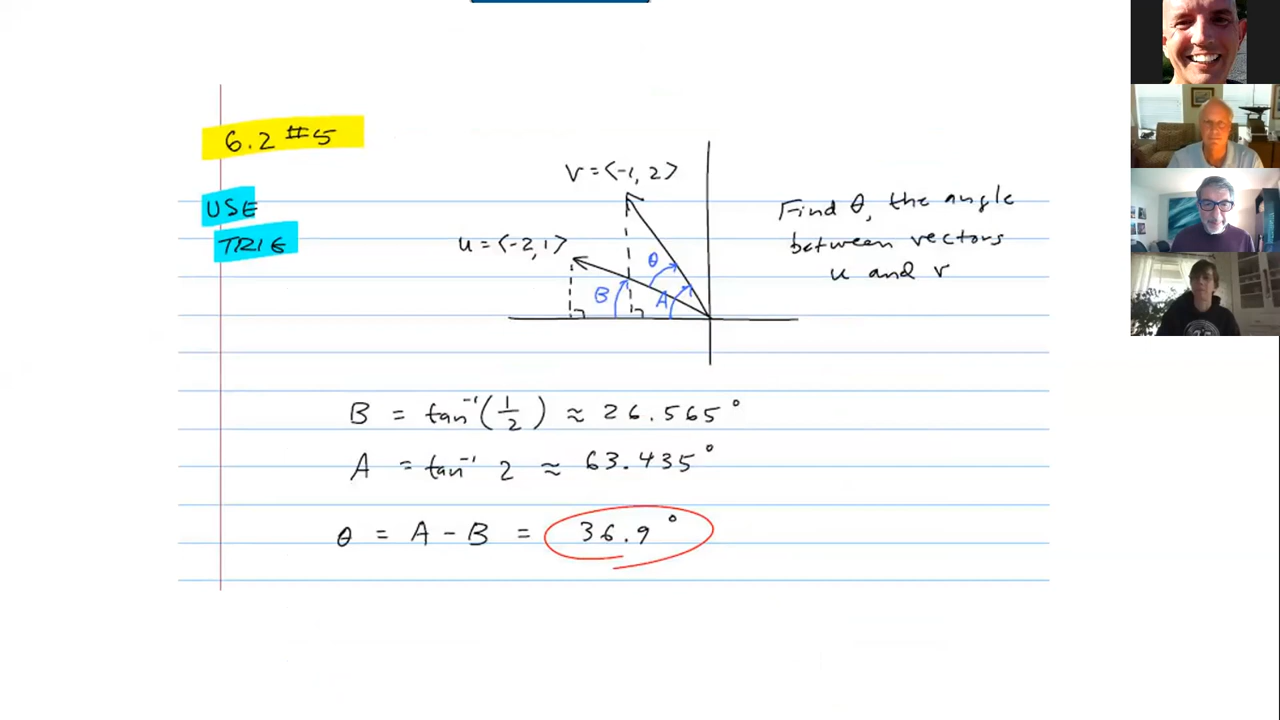 6.2 #5
USE
TRIG
v = <-1, 2>
u = <-2, 1>
θ
B
A
Find θ, the angle
between vectors
u and v
B = tan⁻¹(1/2) ≈ 26.565°
A = tan⁻¹ 2 ≈ 63.435°
θ = A - B = 36.9°